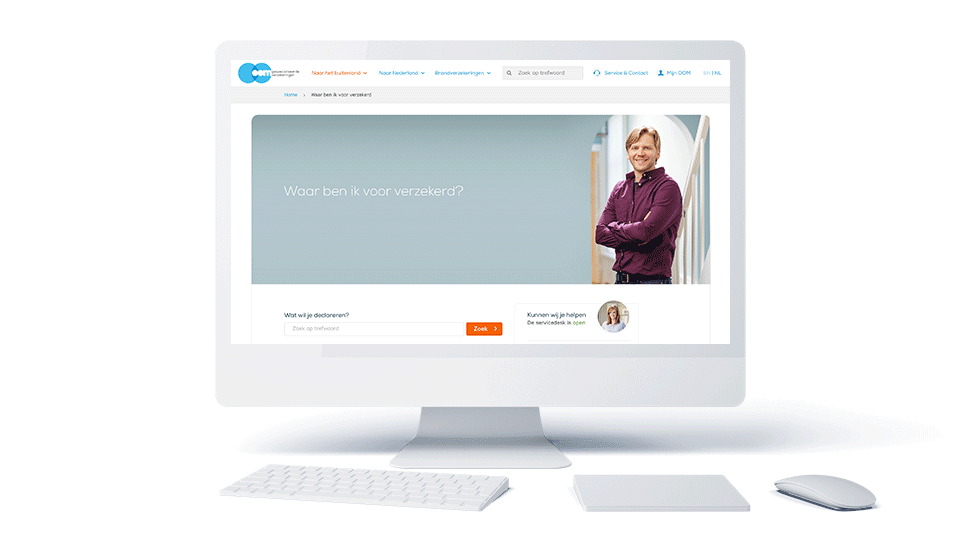 oom
verzekeringen
Naar het buitenland
Naar Nederland
Brandverzekeringen
Zoek op trefwoord
Service & Contact
Mijn OOM
EN | NL
Home > Waar ben ik voor verzekerd
Waar ben ik voor verzekerd?
Wat wil je declareren?
Zoek op trefwoord
Zoek
Kunnen wij je helpen
De servicedesk is open